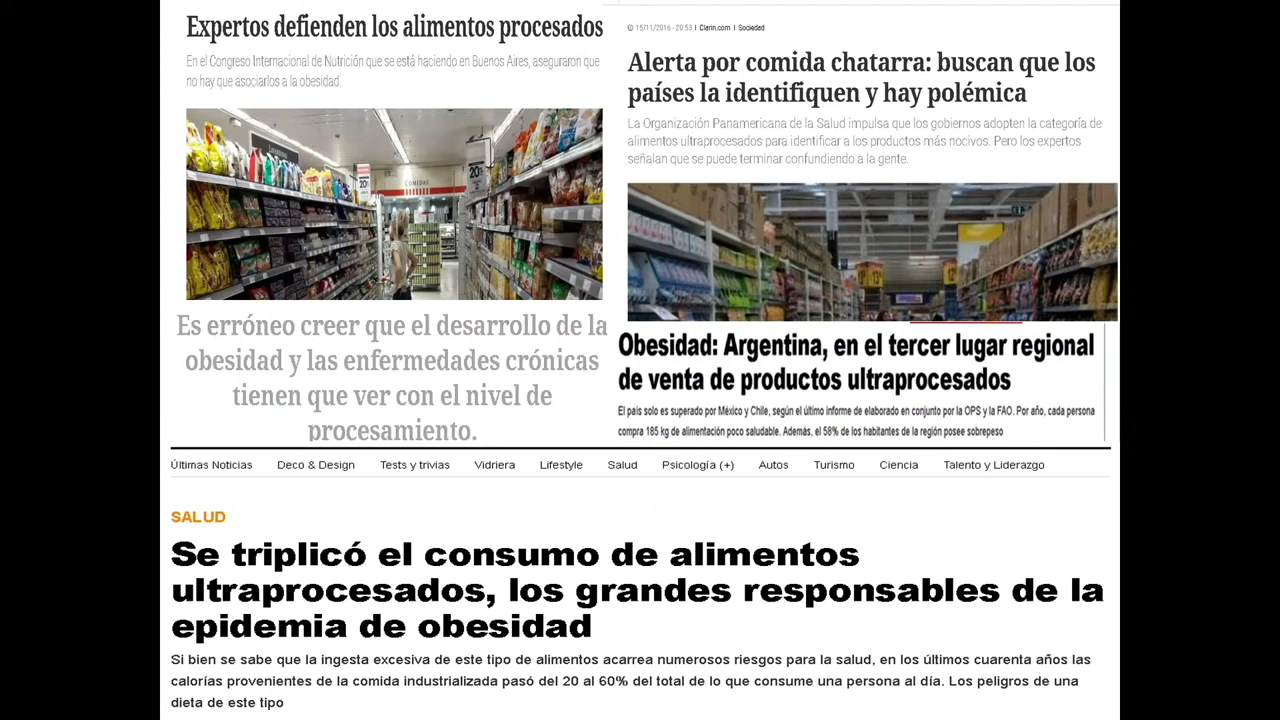 Expertos defienden los alimentos procesados
En el Congreso Internacional de Nutrición que se está haciendo en Buenos Aires, aseguraron que
no hay que asociarlos a la obesidad.
20
20
COMIDAS
Es erróneo creer que el desarrollo de la
obesidad y las enfermedades crónicas
tienen que ver con el nivel de
procesamiento.
15/11/2016 - 20:53 | Clarin.com | Sociedad
Alerta por comida chatarra: buscan que los
países la identifiquen y hay polémica
La Organización Panamericana de la Salud impulsa que los gobiernos adopten la categoría de
alimentos ultraprocesados para identificar a los productos más nocivos. Pero los expertos
señalan que se puede terminar confundiendo a la gente.
Obesidad: Argentina, en el tercer lugar regional
de venta de productos ultraprocesados
El país solo es superado por México y Chile, según el último informe de elaborado en conjunto por la OPS y la FAO. Por año, cada persona
compra 185 kg de alimentación poco saludable. Además, el 58% de los habitantes de la región posee sobrepeso
Últimas Noticias Deco & Design Tests y trivias Vidriera Lifestyle Salud Psicología (+) Autos Turismo Ciencia Talento y Liderazgo
SALUD
Se triplicó el consumo de alimentos
ultraprocesados, los grandes responsables de la
epidemia de obesidad
Si bien se sabe que la ingesta excesiva de este tipo de alimentos acarrea numerosos riesgos para la salud, en los últimos cuarenta años las
calorías provenientes de la comida industrializada pasó del 20 al 60% del total de lo que consume una persona al día. Los peligros de una
dieta de este tipo